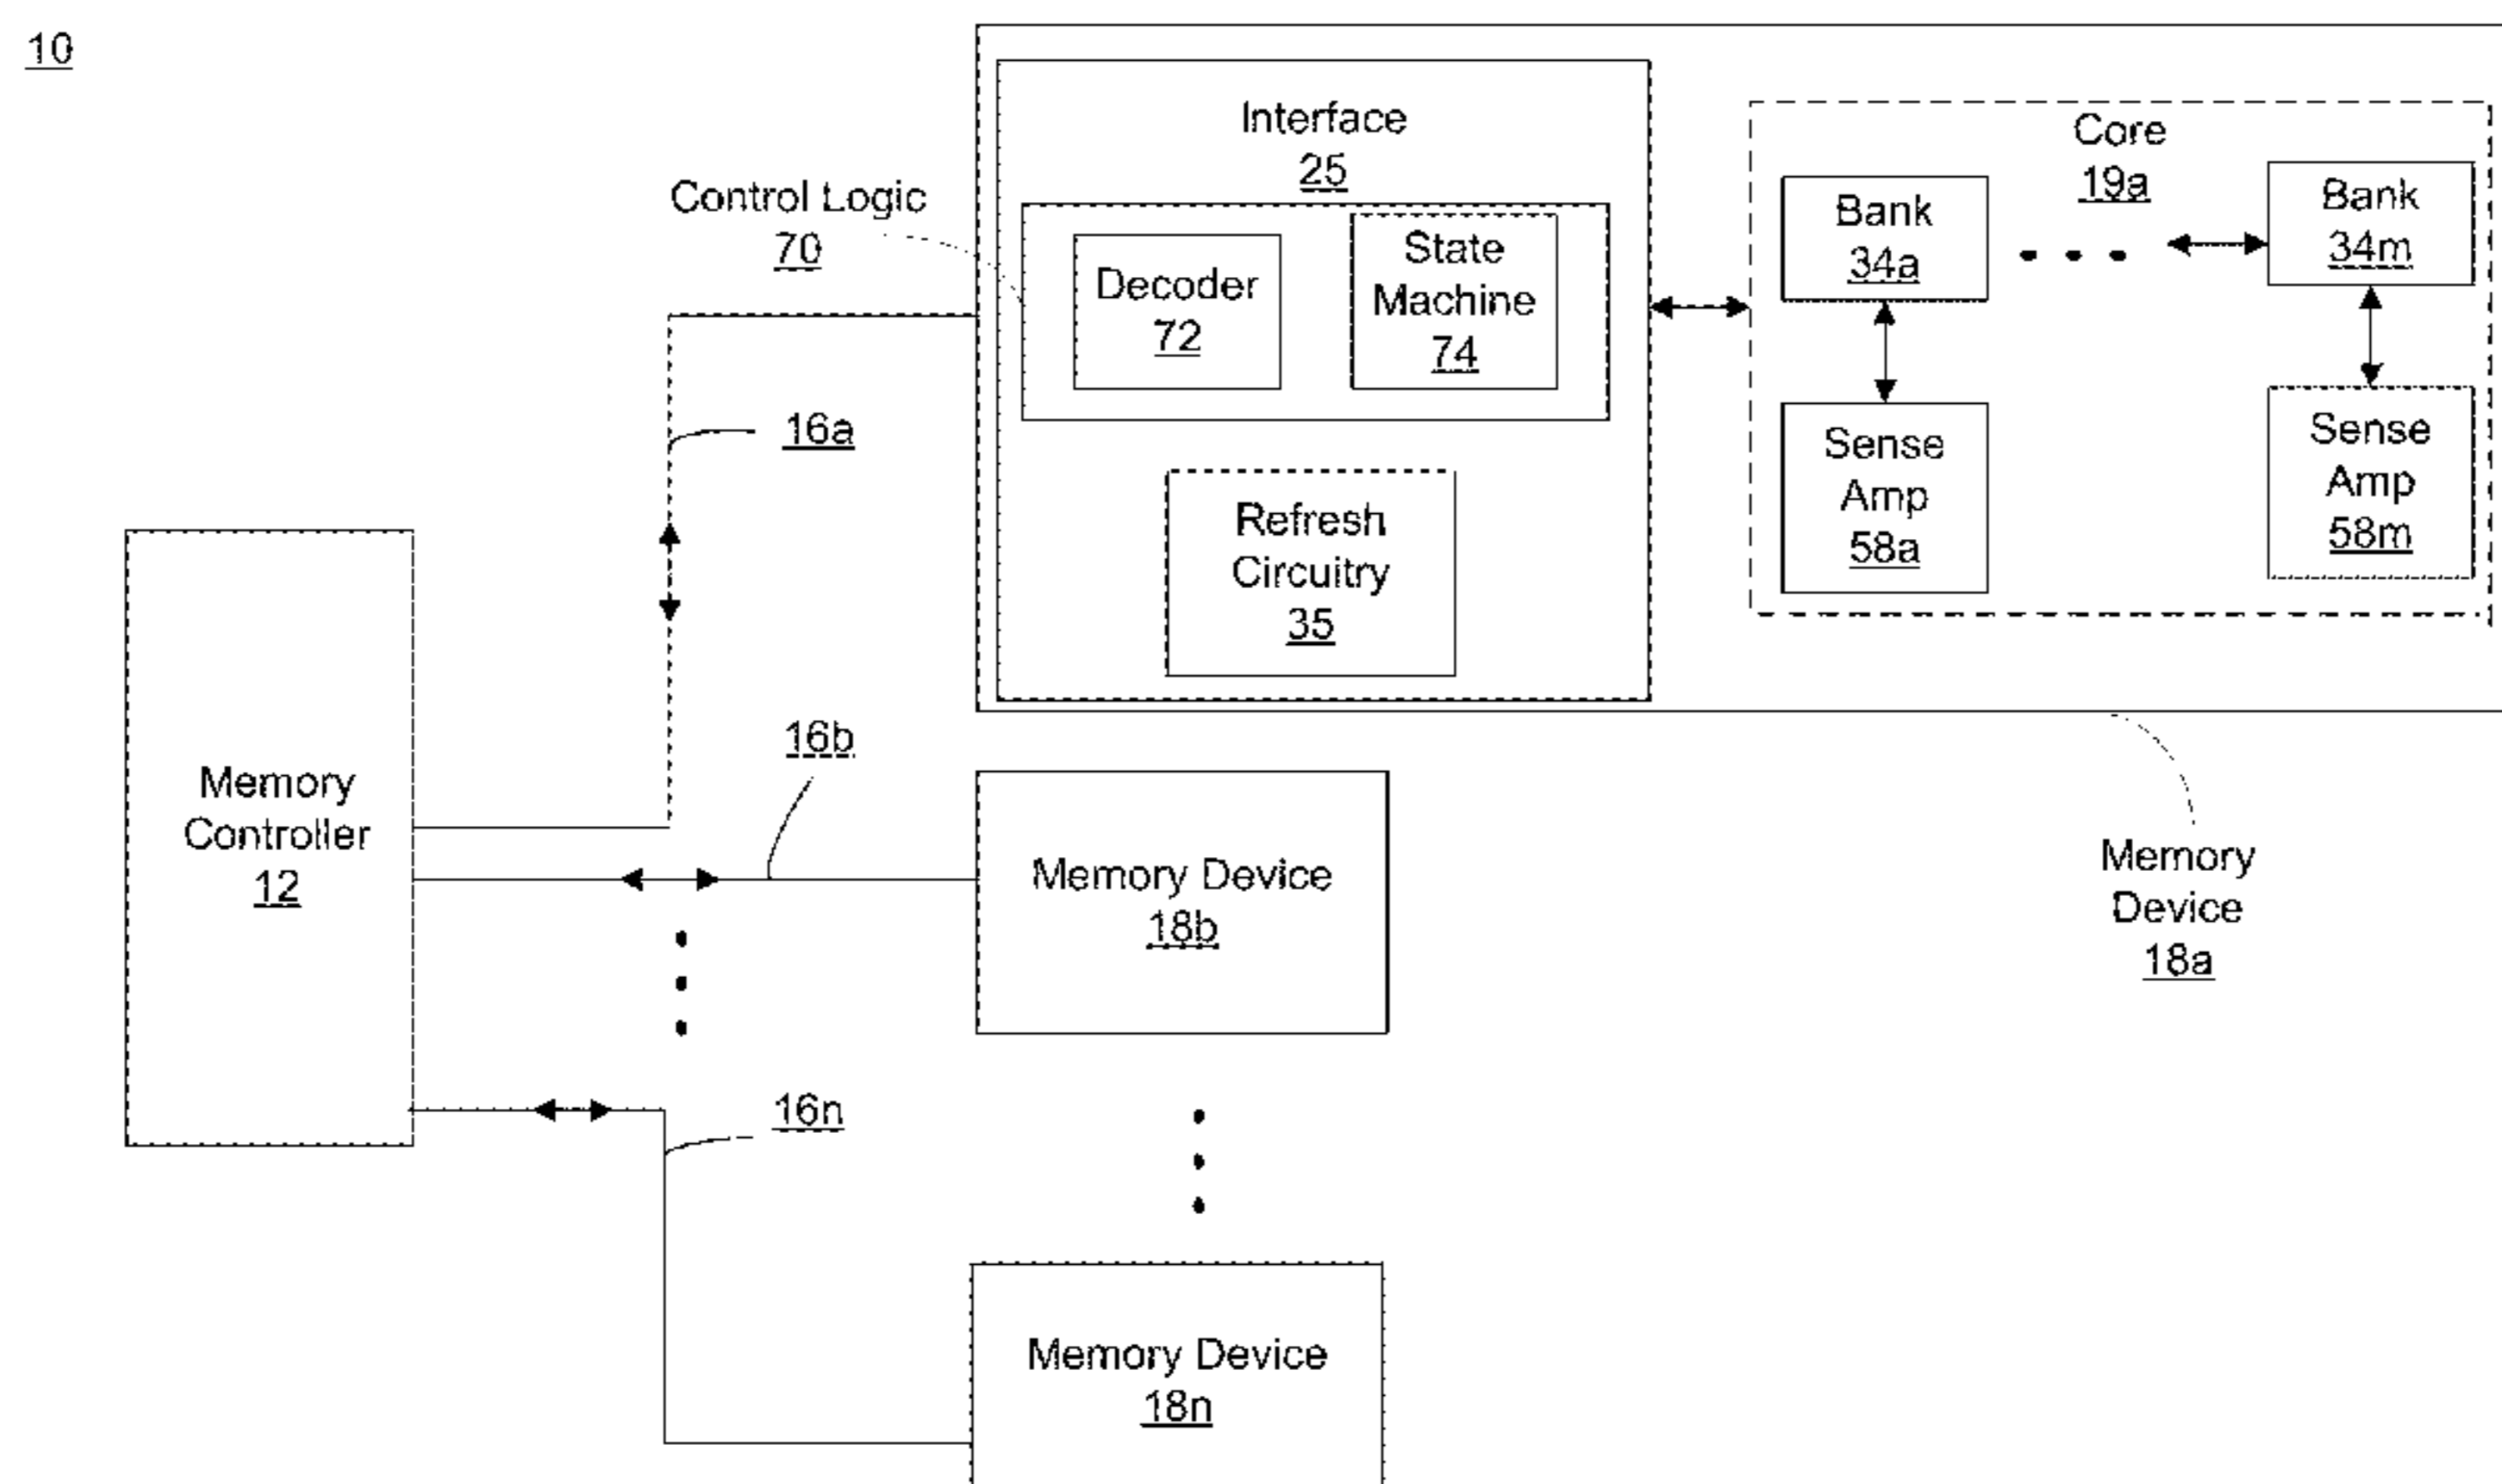 10
Interface
25
Control Logic
70
Decoder
72
State
Machine
74
Refresh
Circuitry
35
Core
19a
Bank
34a
Bank
34m
Sense
Amp
58a
Sense
Amp
58m
16a
16b
Memory
Controller
12
Memory Device
18b
Memory
Device
18a
16n
Memory Device
18n